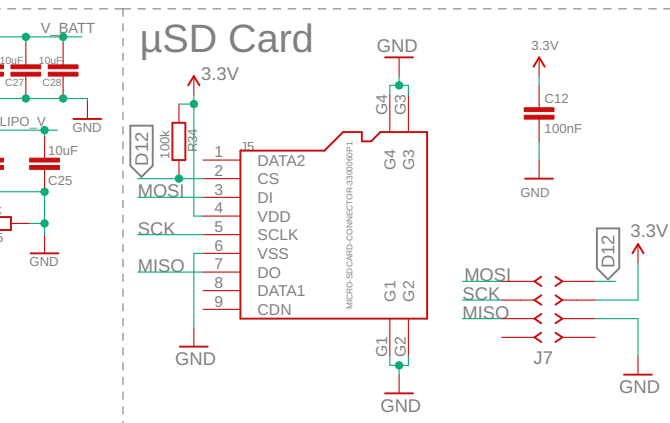 V_BATT
10uF
10uF
C27
C28
GND
LIPO_V
10uF
C25
GND
µSD Card
3.3V
D12
100k
R34
MOSI
SCK
MISO
GND
J5
1 DATA2
2 CS
3 DI
4 VDD
5 SCLK
6 VSS
7 DO
8 DATA1
9 CDN
MICRO-SDCARD-CONNECTOR-330060P1
GND
G4
G3
G4
G3
G1
G2
G1
G2
GND
3.3V
C12
100nF
GND
D12
3.3V
MOSI
SCK
MISO
J7
GND